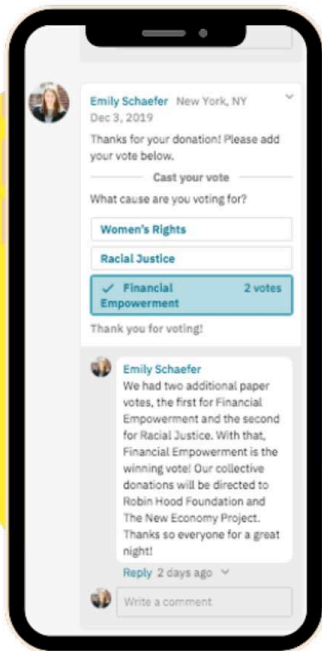 Emily Schaefer New York, NY
Dec 3, 2019
Thanks for your donation! Please add
your vote below.
Cast your vote
What cause are you voting for?
Women's Rights
Racial Justice
✓ Financial 2 votes
Empowerment
Thank you for voting!
Emily Schaefer
We had two additional paper
votes, the first for Financial
Empowerment and the second
for Racial Justice. With that,
Financial Empowerment is the
winning vote! Our collective
donations will be directed to
Robin Hood Foundation and
The New Economy Project.
Thanks so everyone for a great
night!
Reply 2 days ago
Write a comment